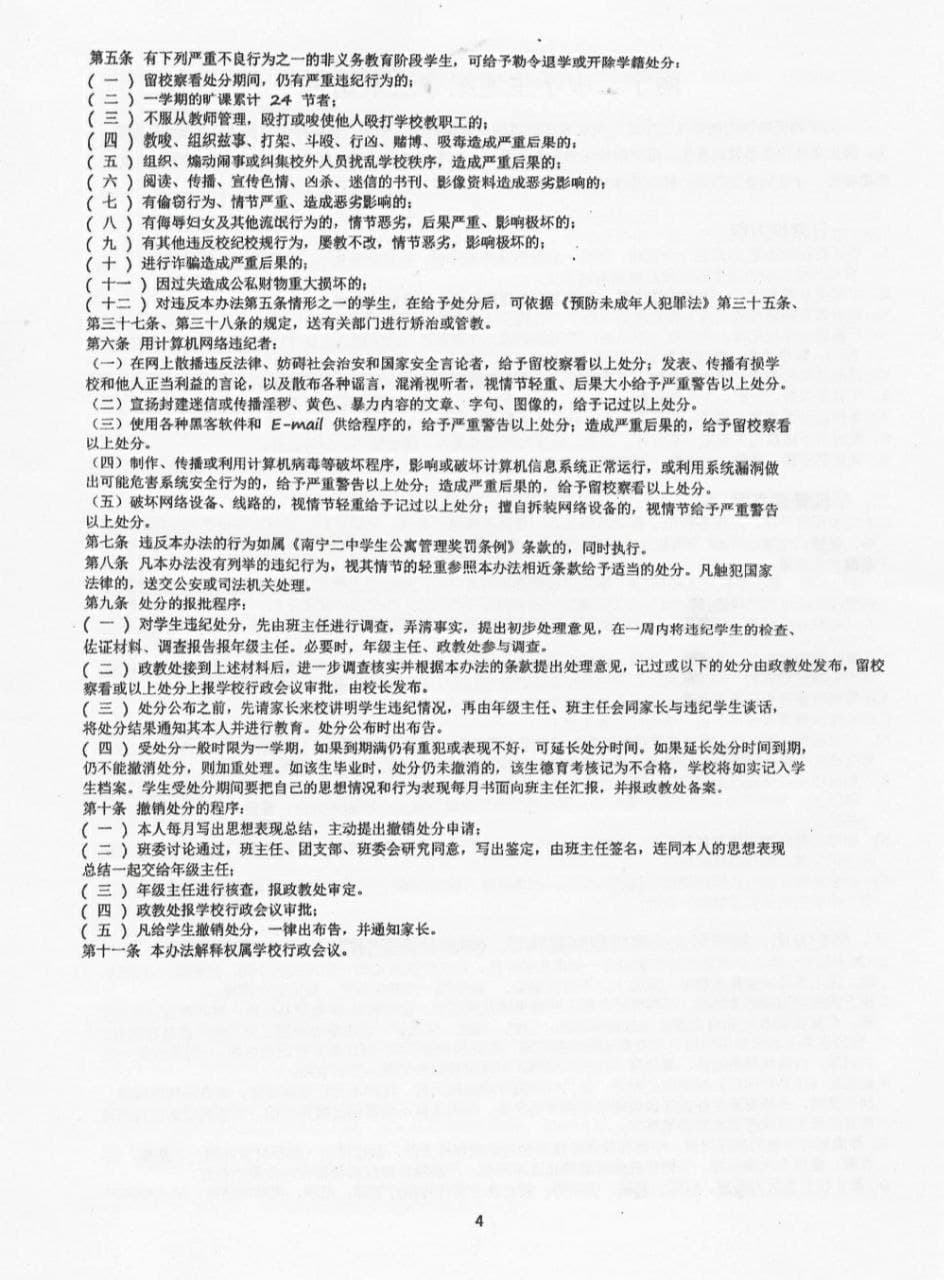 第五条 有下列严重不良行为之一的非义务教育阶段学生，可给予勒令退学或开除学籍处分：
（一）留校察看处分期间，仍有严重违纪行为的；
（二）一学期的旷课累计 24 节者；
（三）不服从教师管理，殴打或唆使他人殴打学校教职工的；
（四）教唆、组织兹事、打架、斗殴、行凶、赌博、吸毒造成严重后果的；
（五）组织、煽动闹事或纠集校外人员扰乱学校秩序，造成严重后果的；
（六）阅读、传播、宣传色情、凶杀、迷信的书刊、影像资料造成恶劣影响的；
（七）有偷窃行为、情节严重、造成恶劣影响的；
（八）有侮辱妇女及其他流氓行为的，情节恶劣，后果严重、影响极坏的；
（九）有其他违反校纪校规行为，屡教不改，情节恶劣，影响极坏的；
（十）进行诈骗造成严重后果的；
（十一）因过失造成公私财物重大损坏的；
（十二）对违反本办法第五条情形之一的学生，在给予处分后，可依据《预防未成年人犯罪法》第三十五条、
第三十七条、第三十八条的规定，送有关部门进行矫治或管教。
第六条 用计算机网络违纪者：
（一）在网上散播违反法律、妨碍社会治安和国家安全言论者，给予留校察看以上处分；发表、传播有损学
校和他人正当利益的言论，以及散布各种谣言，混淆视听者，视情节轻重、后果大小给予严重警告以上处分。
（二）宣扬封建迷信或传播淫秽、黄色、暴力内容的文章、字句、图像的，给予记过以上处分。
（三）使用各种黑客软件和 E-mail 供给程序的，给予严重警告以上处分；造成严重后果的，给予留校察看
以上处分。
（四）制作、传播或利用计算机病毒等破坏程序，影响或破坏计算机信息系统正常运行，或利用系统漏洞做
出可能危害系统安全行为的，给予严重警告以上处分；造成严重后果的，给予留校察看以上处分。
（五）破坏网络设备、线路的，视情节轻重给予记过以上处分；擅自拆装网络设备的，视情节给予严重警告
以上处分。
第七条 违反本办法的行为如属《南宁二中学生公寓管理奖罚条例》条款的，同时执行。
第八条 凡本办法没有列举的违纪行为，视其情节的轻重参照本办法相近条款给予适当的处分。凡触犯国家
法律的，送交公安或司法机关处理。
第九条 处分的报批程序：
（一）对学生违纪处分，先由班主任进行调查，弄清事实，提出初步处理意见，在一周内将违纪学生的检查、
佐证材料、调查报告报年级主任。必要时，年级主任、政教处参与调查。
（二）政教处接到上述材料后，进一步调查核实并根据本办法的条款提出处理意见，记过或以下的处分由政教处发布，留校
察看或以上处分上报学校行政会议审批，由校长发布。
（三）处分公布之前，先请家长来校讲明学生违纪情况，再由年级主任、班主任会同家长与违纪学生谈话，
将处分结果通知其本人并进行教育。处分公布时出布告。
（四）受处分一般时限为一学期，如果到期满仍有重犯或表现不好，可延长处分时间。如果延长处分时间到期，
仍不能撤消处分，则加重处理。如该生毕业时，处分仍未撤消的，该生德育考核记为不合格，学校将如实记入学
生档案。学生受处分期间要把自己的思想情况和行为表现每月书面向班主任汇报，并报政教处备案。
第十条 撤销处分的程序：
（一）本人每月写出思想表现总结，主动提出撤销处分申请；
（二）班委讨论通过，班主任、团支部、班委会研究同意，写出鉴定，由班主任签名，连同本人的思想表现
总结一起交给年级主任；
（三）年级主任进行核查，报政教处审定。
（四）政教处报学校行政会议审批；
（五）凡给学生撤销处分，一律出布告，并通知家长。
第十一条 本办法解释权属学校行政会议。
4